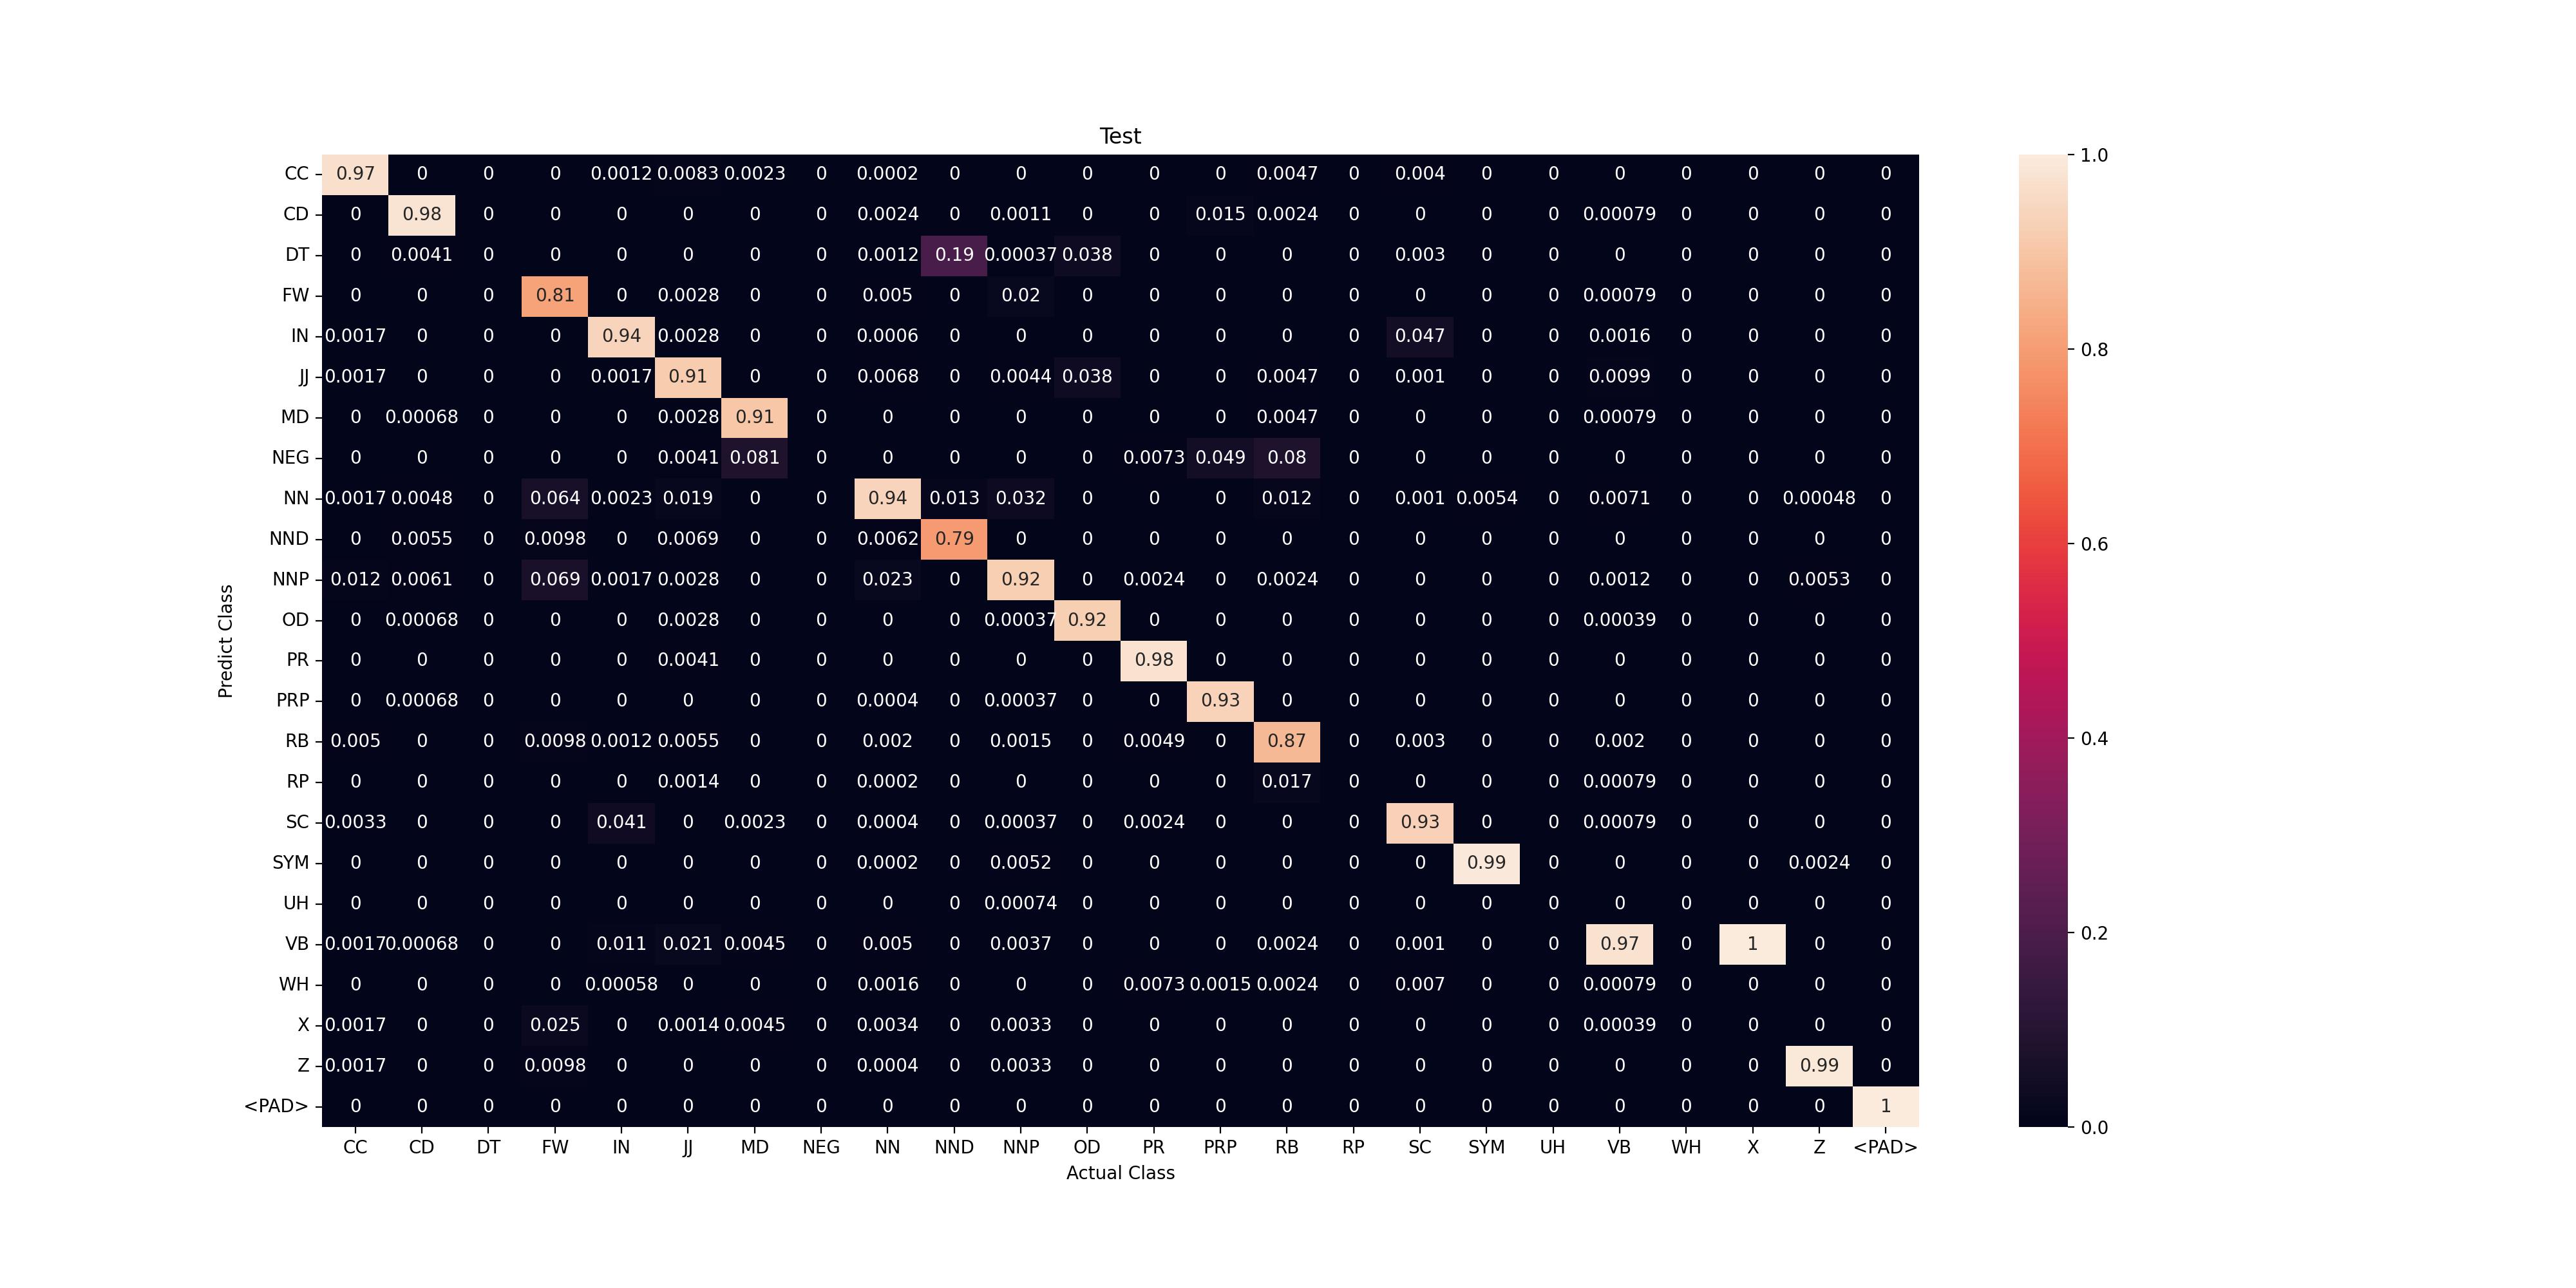 Test
CC 0.97 0 0 0 0.0012 0.0083 0.0023 0 0.0002 0 0 0 0 0 0.0047 0 0.004 0 0 0 0 0 0 0
CD 0 0.98 0 0 0 0 0 0 0.0024 0 0.0011 0 0 0.015 0.0024 0 0 0 0 0.00079 0 0 0 0
DT 0 0.0041 0 0 0 0 0 0 0.0012 0.19 0.00037 0.038 0 0 0 0 0.003 0 0 0 0 0 0 0
FW 0 0 0 0.81 0 0.0028 0 0 0.005 0 0.02 0 0 0 0 0 0 0 0 0.00079 0 0 0 0
IN 0.0017 0 0 0 0.94 0.0028 0 0 0.0006 0 0 0 0 0 0 0 0.047 0 0 0.0016 0 0 0 0
JJ 0.0017 0 0 0 0.0017 0.91 0 0 0.0068 0 0.0044 0.038 0 0 0.0047 0 0.001 0 0 0.0099 0 0 0 0
MD 0 0.00068 0 0 0 0.0028 0.91 0 0 0 0 0 0 0 0.0047 0 0 0 0 0.00079 0 0 0 0
NEG 0 0 0 0 0 0.0041 0.081 0 0 0 0 0 0.0073 0.049 0.08 0 0 0 0 0 0 0 0 0
NN 0.0017 0.0048 0 0.064 0.0023 0.019 0 0 0.94 0.013 0.032 0 0 0 0.012 0 0.001 0.0054 0 0.0071 0 0 0.00048 0
NND 0 0.0055 0 0.0098 0 0.0069 0 0 0.0062 0.79 0 0 0 0 0 0 0 0 0 0 0 0 0 0
NNP 0.012 0.0061 0 0.069 0.0017 0.0028 0 0 0.023 0 0.92 0 0.0024 0 0.0024 0 0 0 0 0.0012 0 0 0.0053 0
OD 0 0.00068 0 0 0 0.0028 0 0 0 0 0.00037 0.92 0 0 0 0 0 0 0 0.00039 0 0 0 0
PR 0 0 0 0 0 0.0041 0 0 0 0 0 0 0.98 0 0 0 0 0 0 0 0 0 0 0
PRP 0 0.00068 0 0 0 0 0 0 0.0004 0 0.00037 0 0 0.93 0 0 0 0 0 0 0 0 0 0
RB 0.005 0 0 0.0098 0.0012 0.0055 0 0 0.002 0 0.0015 0 0.0049 0 0.87 0 0.003 0 0 0.002 0 0 0 0
RP 0 0 0 0 0 0.0014 0 0 0.0002 0 0 0 0 0 0.017 0 0 0 0 0.00079 0 0 0 0
SC 0.0033 0 0 0 0.041 0 0.0023 0 0.0004 0 0.00037 0 0.0024 0 0 0 0.93 0 0 0.00079 0 0 0 0
SYM 0 0 0 0 0 0 0 0 0.0002 0 0.0052 0 0 0 0 0 0 0.99 0 0 0 0 0.0024 0
UH 0 0 0 0 0 0 0 0 0 0 0.00074 0 0 0 0 0 0 0 0 0 0 0 0 0
VB 0.0017 0.00068 0 0 0.011 0.021 0.0045 0 0.005 0 0.0037 0 0 0 0.0024 0 0.001 0 0 0.97 0 1 0 0
WH 0 0 0 0 0.00058 0 0 0 0.0016 0 0 0 0.0073 0.0015 0.0024 0 0.007 0 0 0.00079 0 0 0 0
X 0.0017 0 0 0.025 0 0.0014 0.0045 0 0.0034 0 0.0033 0 0 0 0 0 0 0 0 0.00039 0 0 0 0
Z 0.0017 0 0 0.0098 0 0 0 0 0.0004 0 0.0033 0 0 0 0 0 0 0 0 0 0 0 0.99 0
<PAD> 0 0 0 0 0 0 0 0 0 0 0 0 0 0 0 0 0 0 0 0 0 0 0 1
CC CD DT FW IN JJ MD NEG NN NND NNP OD PR PRP RB RP SC SYM UH VB WH X Z <PAD>
Actual Class
Predict Class
1.0
0.8
0.6
0.4
0.2
0.0